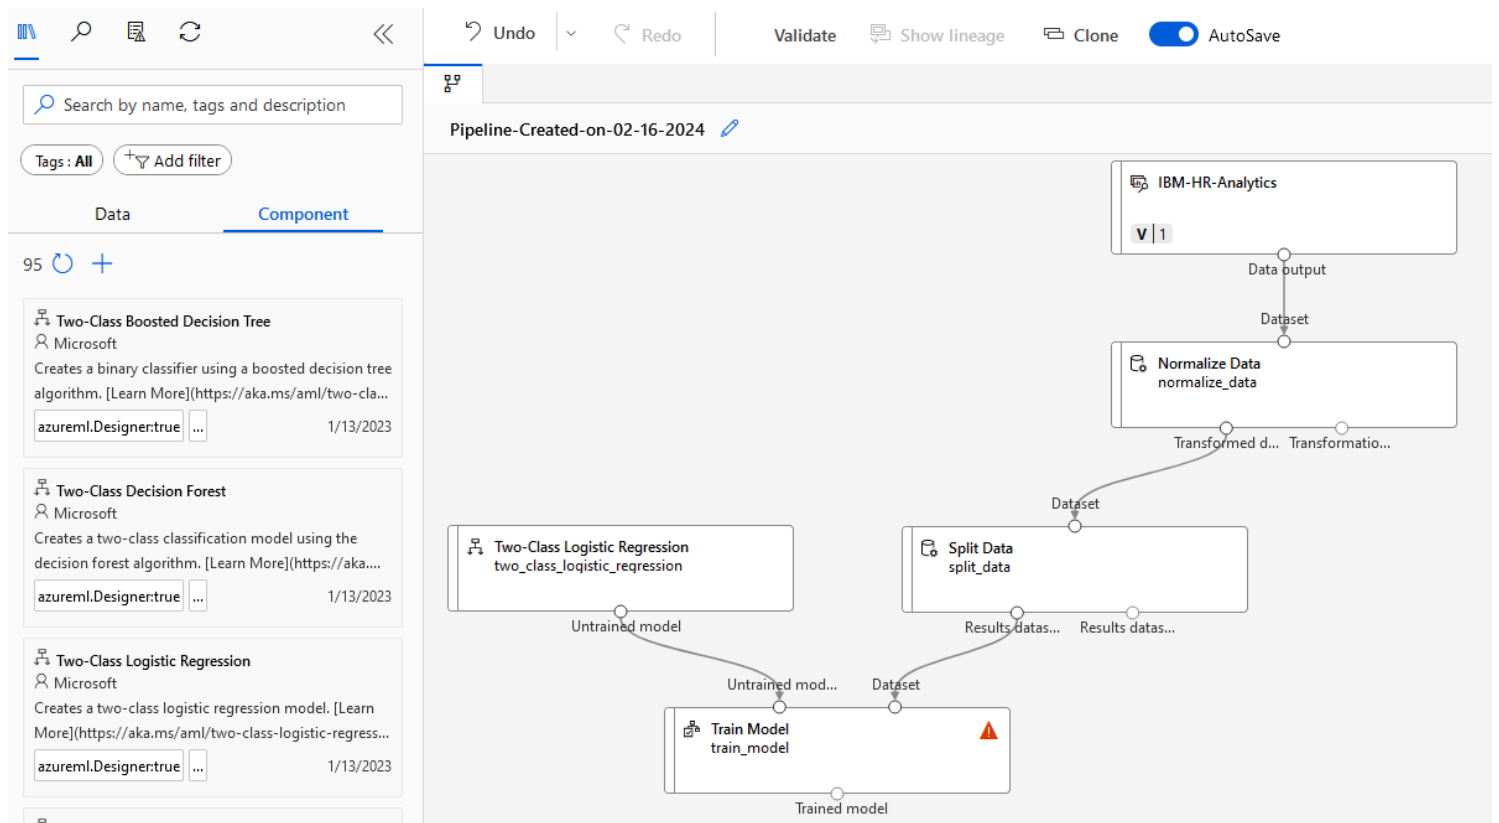 Undo
Redo
Validate
Show lineage
Clone
AutoSave
Search by name, tags and description
Tags : All
Add filter
Data
Component
95
Two-Class Boosted Decision Tree
Microsoft
Creates a binary classifier using a boosted decision tree
algorithm. [Learn More](https://aka.ms/aml/two-cla...
azureml.Designer:true
...
1/13/2023
Two-Class Decision Forest
Microsoft
Creates a two-class classification model using the
decision forest algorithm. [Learn More](https://aka....
azureml.Designer:true
...
1/13/2023
Two-Class Logistic Regression
Microsoft
Creates a two-class logistic regression model. [Learn
More](https://aka.ms/aml/two-class-logistic-regress...
azureml.Designer:true
...
1/13/2023
Pipeline-Created-on-02-16-2024
IBM-HR-Analytics
V | 1
Data output
Dataset
Normalize Data
normalize_data
Transformed d...
Transformatio...
Dataset
Two-Class Logistic Regression
two_class_logistic_regression
Untrained model
Split Data
split_data
Results datas...
Results datas...
Untrained mod...
Dataset
Train Model
train_model
Trained model